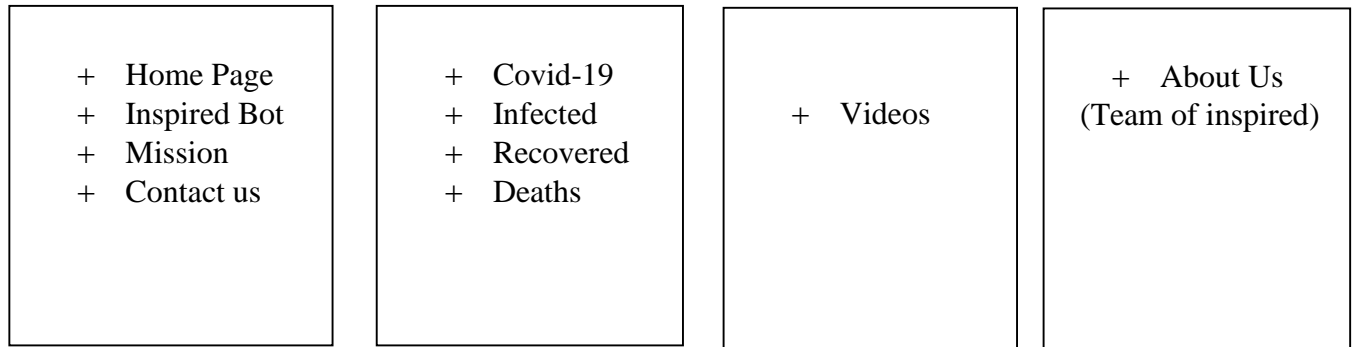 + Home Page
+ Inspired Bot
+ Mission
+ Contact us
+ Covid-19
+ Infected
+ Recovered
+ Deaths
+ Videos
+ About Us
(Team of inspired)